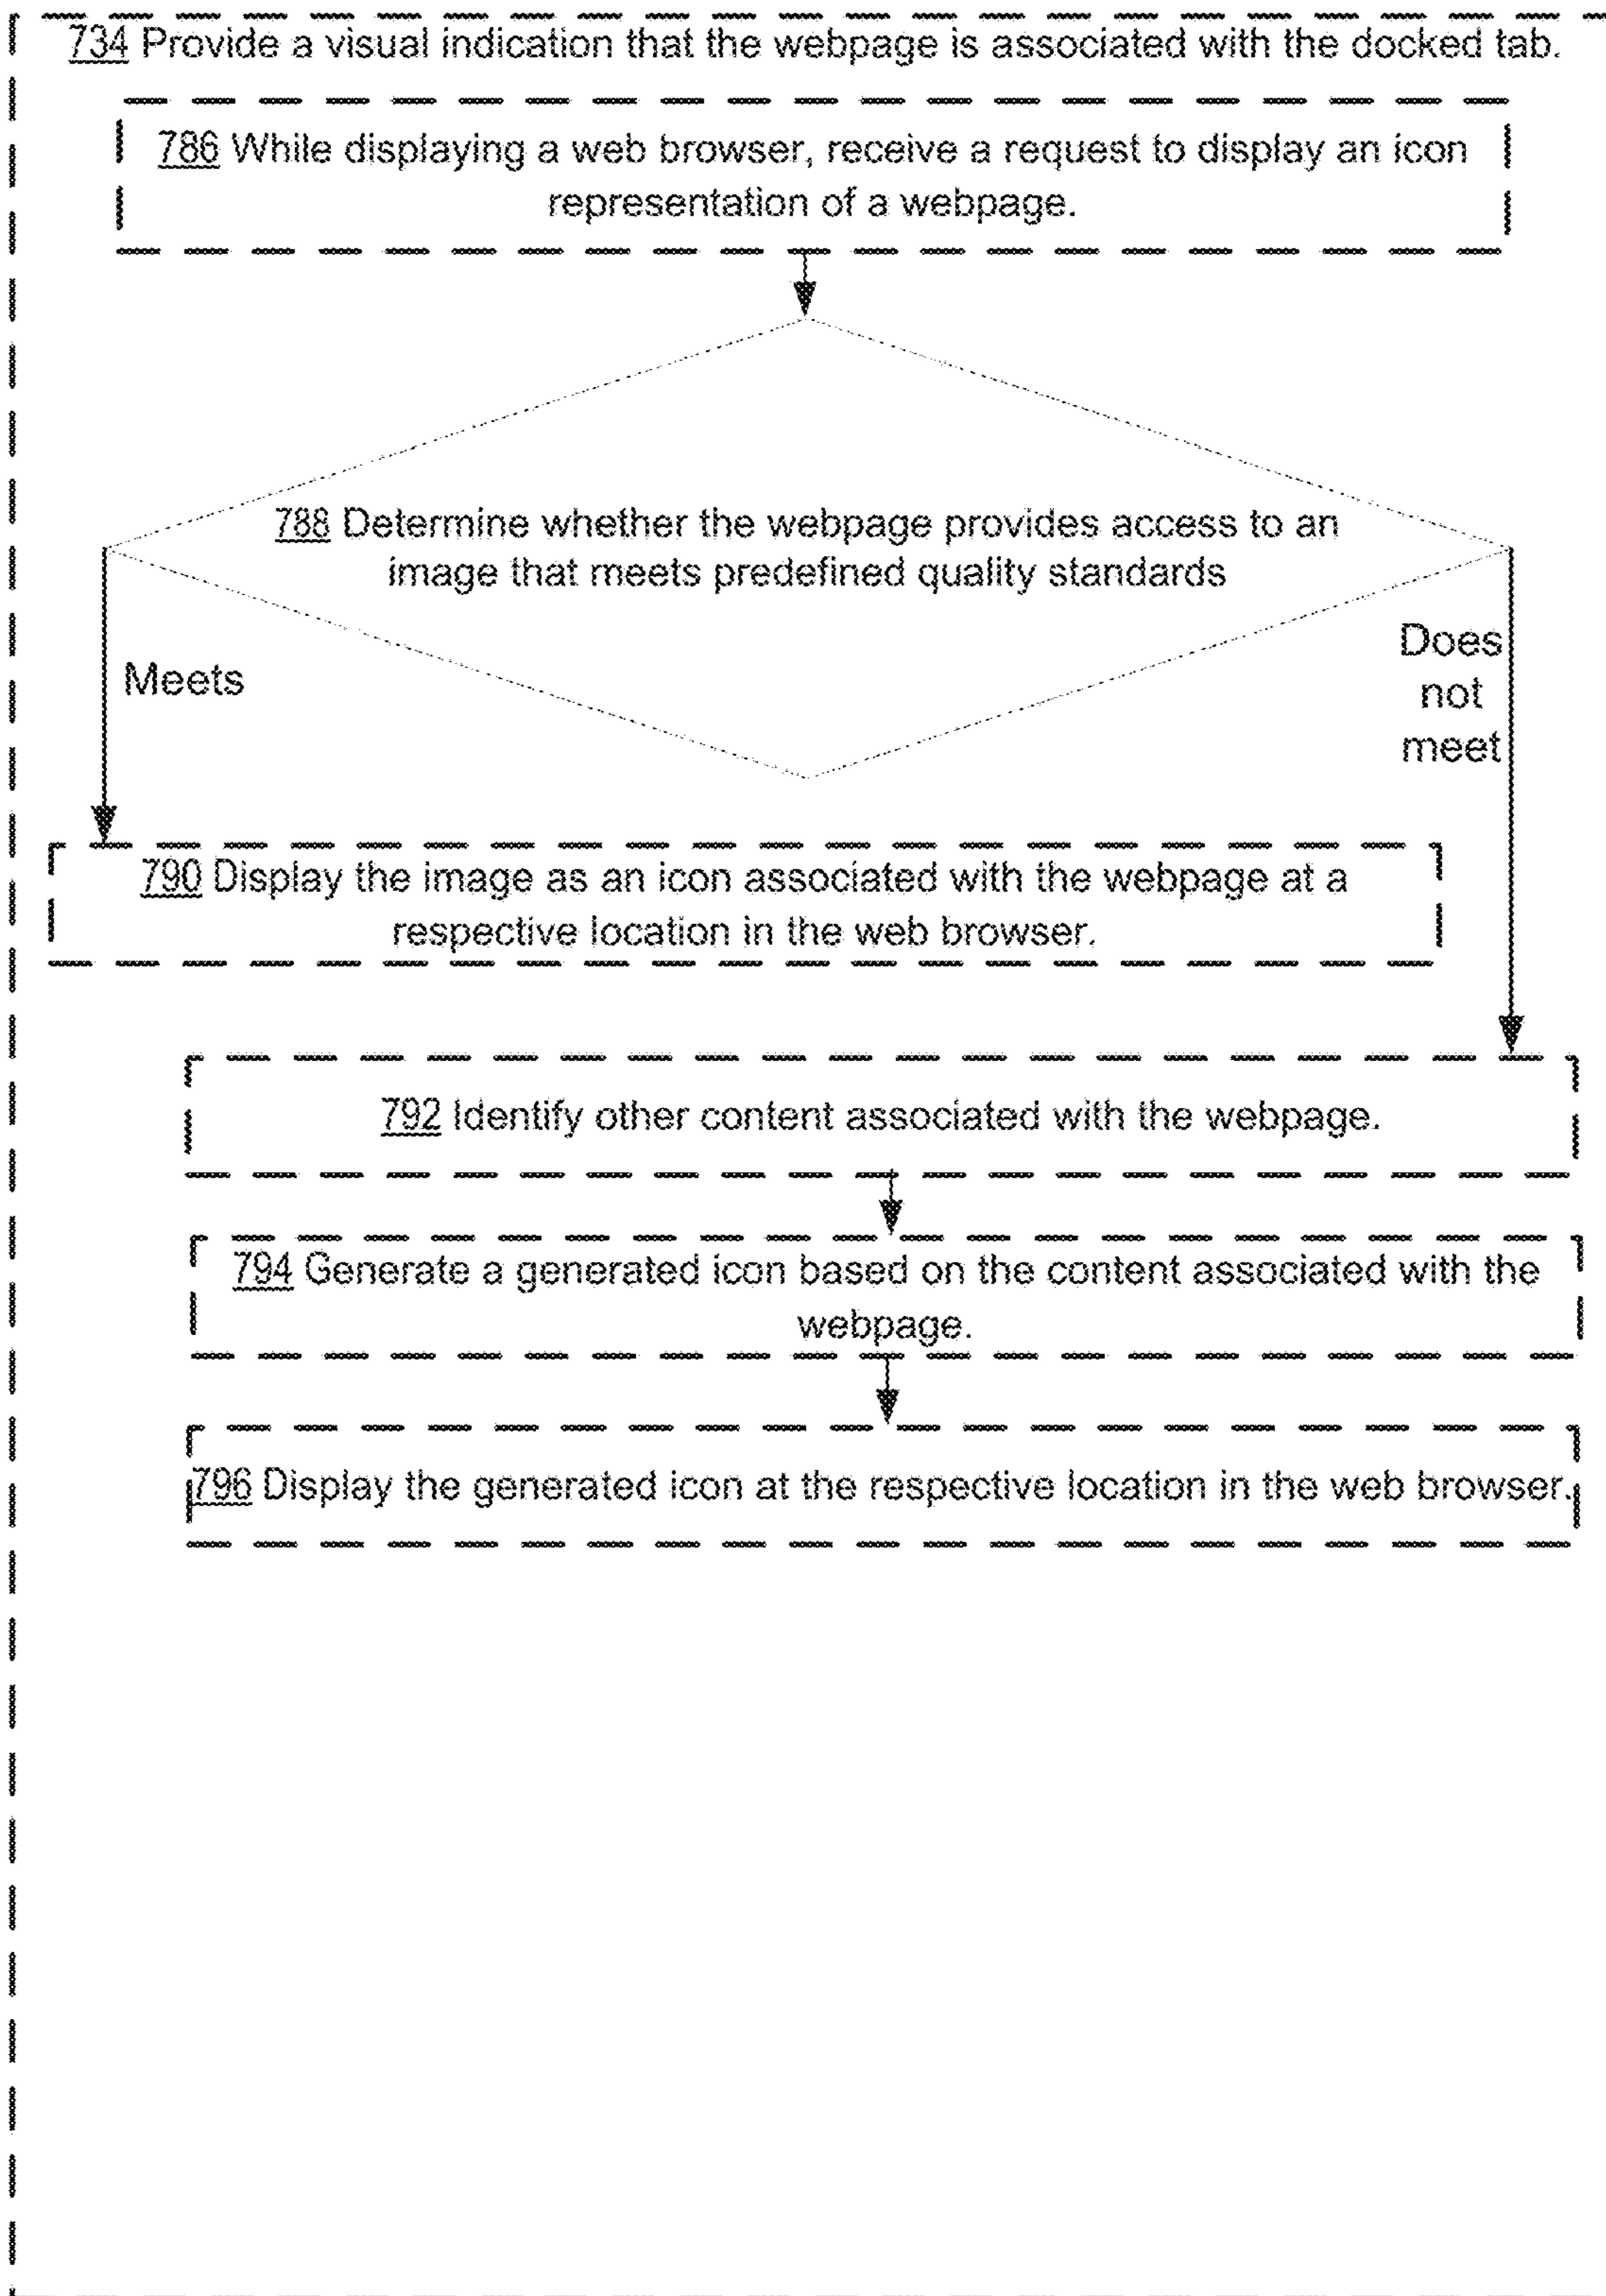 734 Provide a visual indication that the webpage is associated with the docked tab.
786 While displaying a web browser, receive a request to display an icon
representation of a webpage.
788 Determine whether the webpage provides access to an
image that meets predefined quality standards
Meets
Does
not
meet
790 Display the image as an icon associated with the webpage at a
respective location in the web browser.
792 Identify other content associated with the webpage.
794 Generate a generated icon based on the content associated with the
webpage.
796 Display the generated icon at the respective location in the web browser.